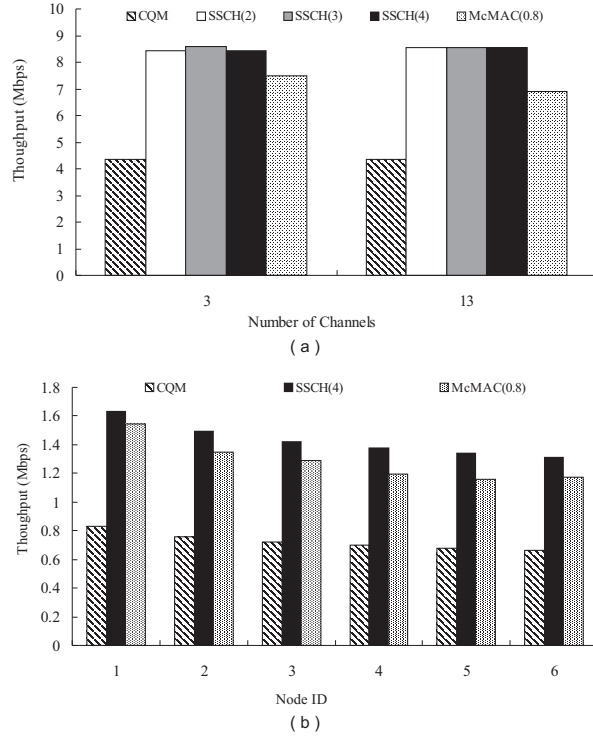 CQM SSCH(2) SSCH(3) SSCH(4) McMAC(0.8)
Thoughput (Mbps)
10
9
8
7
6
5
4
3
2
1
0
3 13
Number of Channels
( a )
CQM SSCH(4) McMAC(0.8)
Thoughput (Mbps)
1.8
1.6
1.4
1.2
1
0.8
0.6
0.4
0.2
0
1 2 3 4 5 6
Node ID
( b )